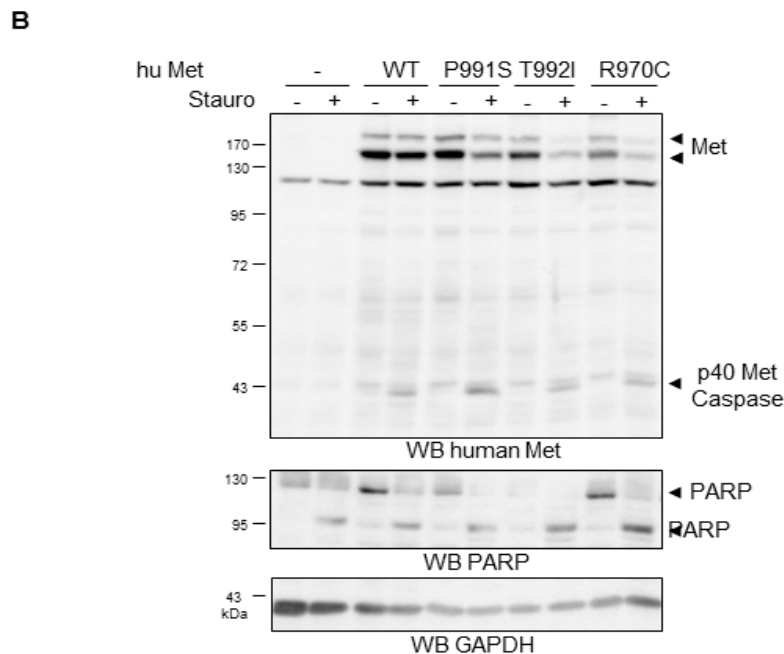 B
hu Met - WT P991S T992I R970C
Stauro - + - + - + - + - +
170
130
95
72
55
43
Met
p40 Met
Caspase
WB human Met
130
95
PARP
PARP
WB PARP
43
kDa
WB GAPDH